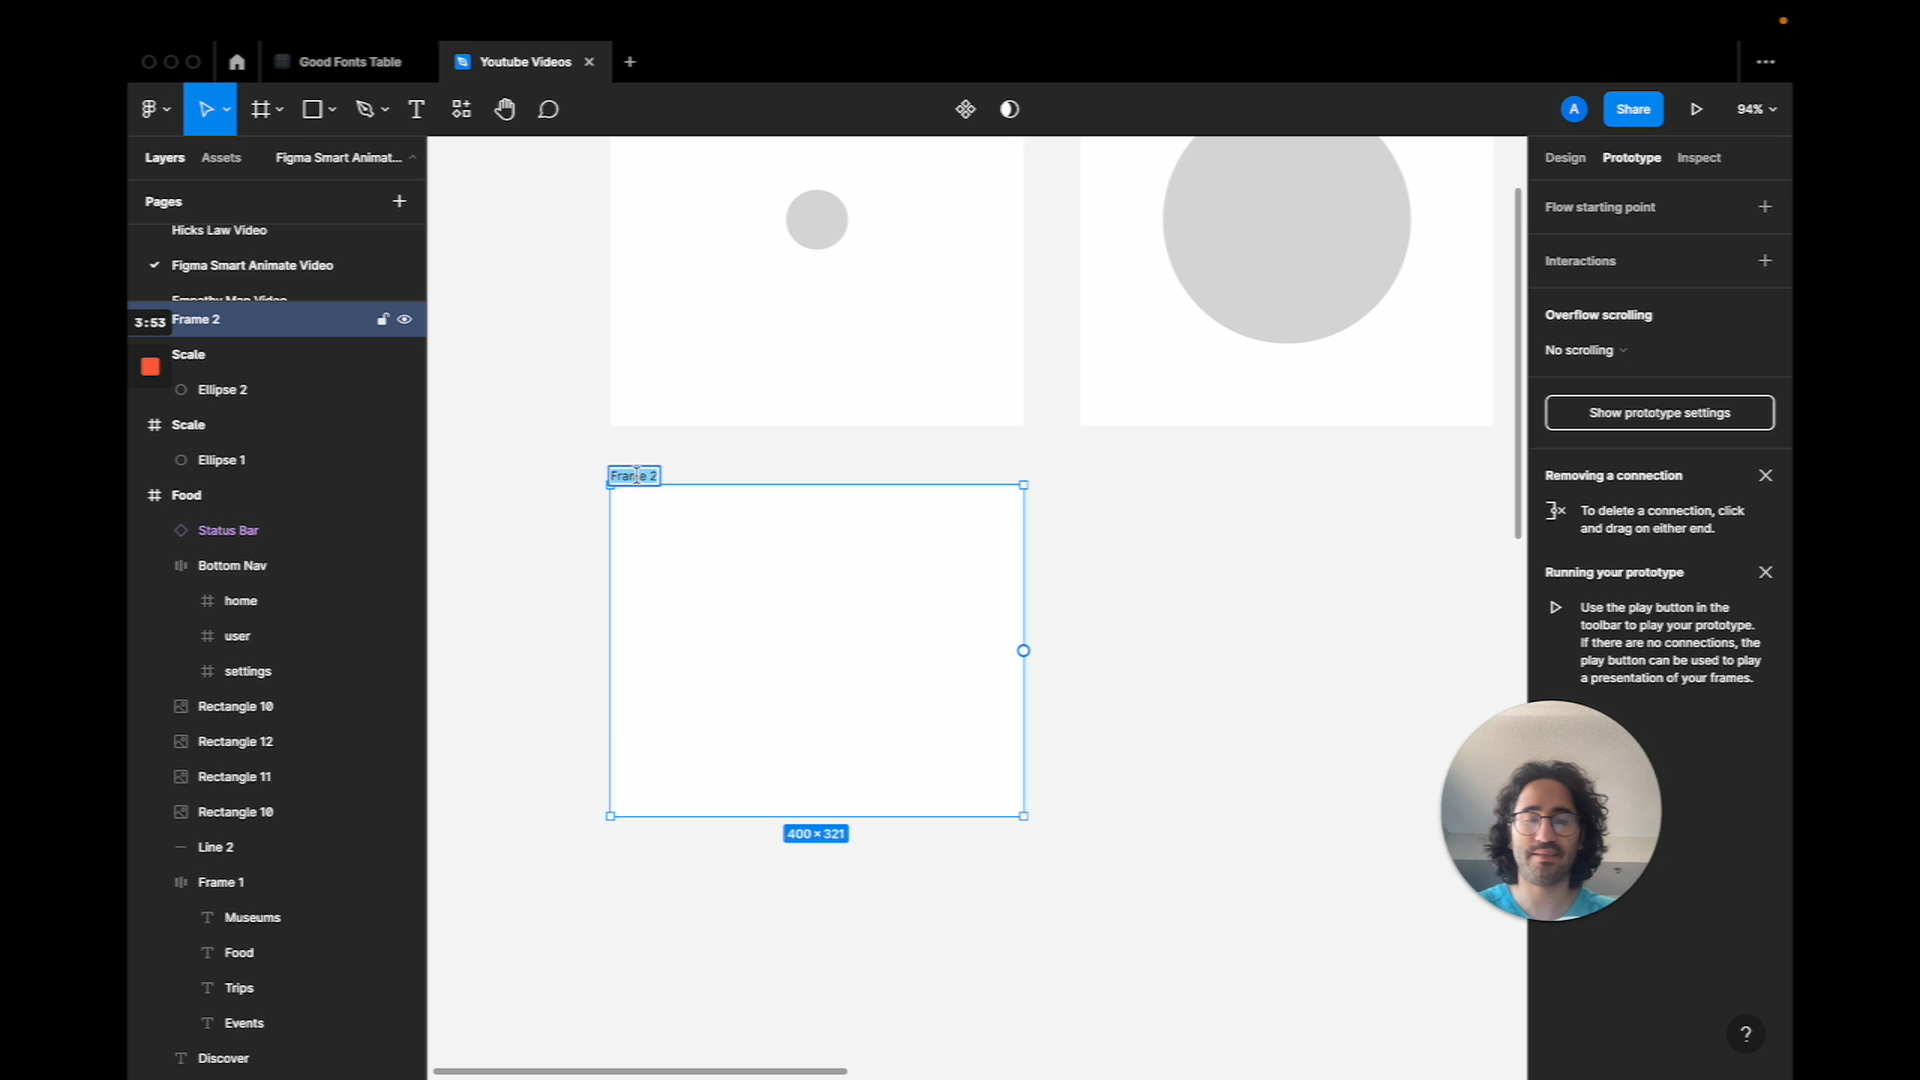 Good Fonts Table
Youtube Videos
A
Share
94%
Layers
Assets
Figma Smart Animat...
Design
Prototype
Inspect
Pages
Hicks Law Video
Figma Smart Animate Video
Empathy Map Video
3:53
Frame 2
Scale
Ellipse 2
Scale
Ellipse 1
Food
Status Bar
Bottom Nav
home
user
settings
Rectangle 10
Rectangle 12
Rectangle 11
Rectangle 10
Line 2
Frame 1
Museums
Food
Trips
Events
Discover
Frame 2
400 × 321
Flow starting point
Interactions
Overflow scrolling
No scrolling
Show prototype settings
Removing a connection
To delete a connection, click
and drag on either end.
Running your prototype
Use the play button in the
toolbar to play your prototype.
If there are no connections, the
play button can be used to play
a presentation of your frames.
?